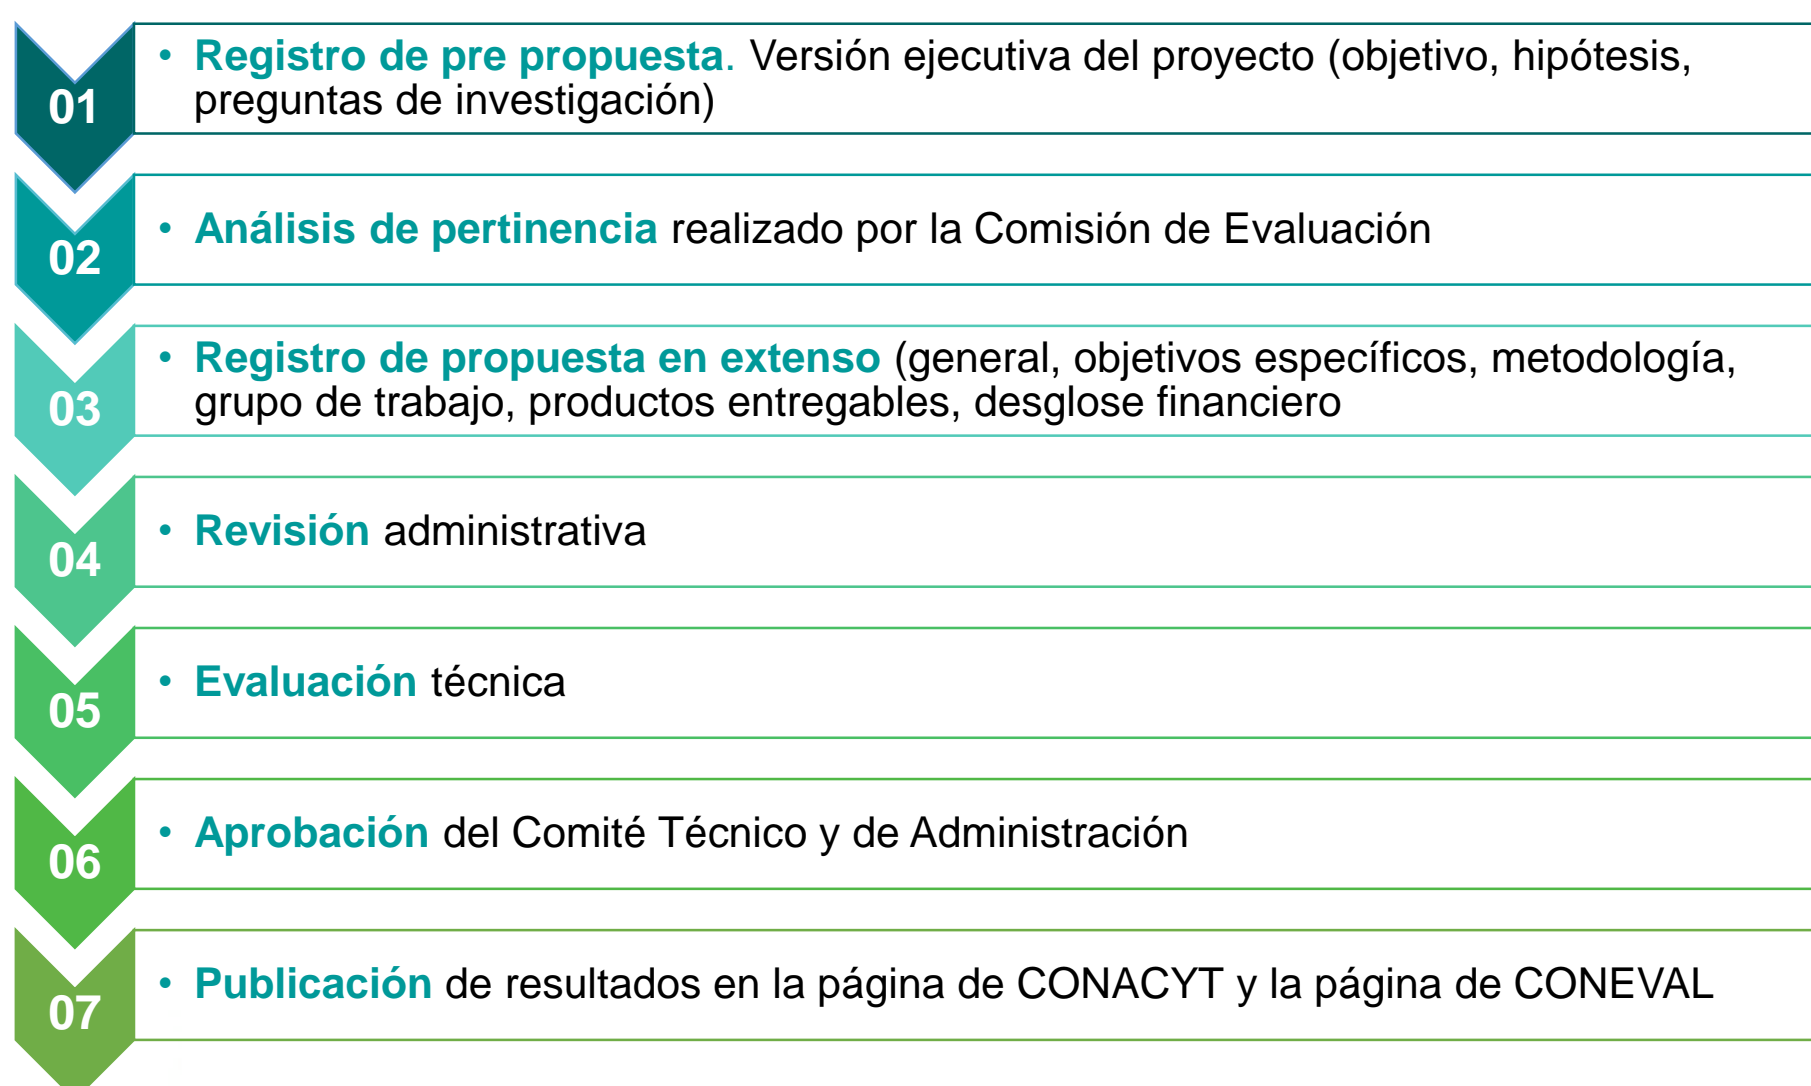 01
• Registro de pre propuesta. Versión ejecutiva del proyecto (objetivo, hipótesis,
preguntas de investigación)
02
• Análisis de pertinencia realizado por la Comisión de Evaluación
03
• Registro de propuesta en extenso (general, objetivos específicos, metodología,
grupo de trabajo, productos entregables, desglose financiero
04
• Revisión administrativa
05
• Evaluación técnica
06
• Aprobación del Comité Técnico y de Administración
07
• Publicación de resultados en la página de CONACYT y la página de CONEVAL